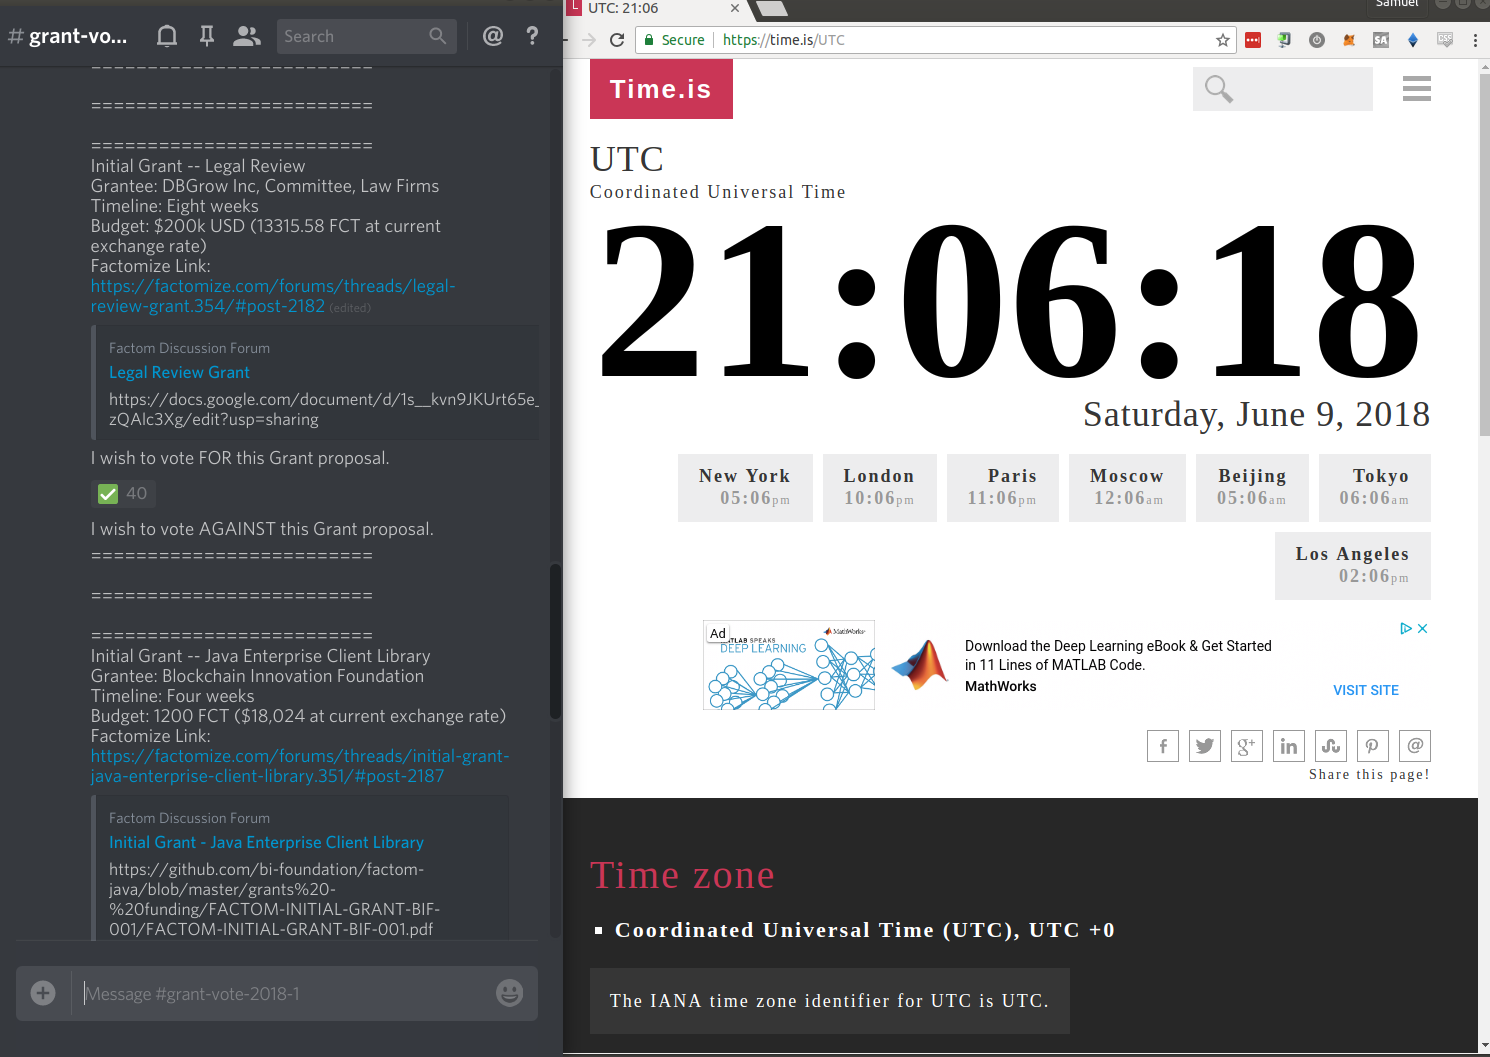 # grant-vo...
Search
@
?
=========================
=========================
=========================
Initial Grant -- Legal Review
Grantee: DBGrow Inc, Committee, Law Firms
Timeline: Eight weeks
Budget: $200k USD (13315.58 FCT at current
exchange rate)
Factomize Link:
https://factomize.com/forums/threads/legal-
review-grant.354/#post-2182 (edited)
Factom Discussion Forum
Legal Review Grant
https://docs.google.com/document/d/1s__kvn9JKUrt65e_
zQAlc3Xg/edit?usp=sharing
I wish to vote FOR this Grant proposal.
40
I wish to vote AGAINST this Grant proposal.
=========================
=========================
=========================
Initial Grant -- Java Enterprise Client Library
Grantee: Blockchain Innovation Foundation
Timeline: Four weeks
Budget: 1200 FCT ($18,024 at current exchange rate)
Factomize Link:
https://factomize.com/forums/threads/initial-grant-
java-enterprise-client-library.351/#post-2187
Factom Discussion Forum
Initial Grant - Java Enterprise Client Library
https://github.com/bi-foundation/factom-
java/blob/master/grants%20-
%20funding/FACTOM-INITIAL-GRANT-BIF-
001/FACTOM-INITIAL-GRANT-BIF-001.pdf
Message #grant-vote-2018-1
UTC: 21:06
Samuel
Secure
https://time.is/UTC
Time.is
UTC
Coordinated Universal Time
21:06:18
Saturday, June 9, 2018
New York
05:06pm
London
10:06pm
Paris
11:06pm
Moscow
12:06am
Beijing
05:06am
Tokyo
06:06am
Los Angeles
02:06pm
Ad
SPEAKS
DEEP LEARNING
MathWorks
Download the Deep Learning eBook & Get Started
in 11 Lines of MATLAB Code.
MathWorks
VISIT SITE
Share this page!
Time zone
Coordinated Universal Time (UTC), UTC +0
The IANA time zone identifier for UTC is UTC.